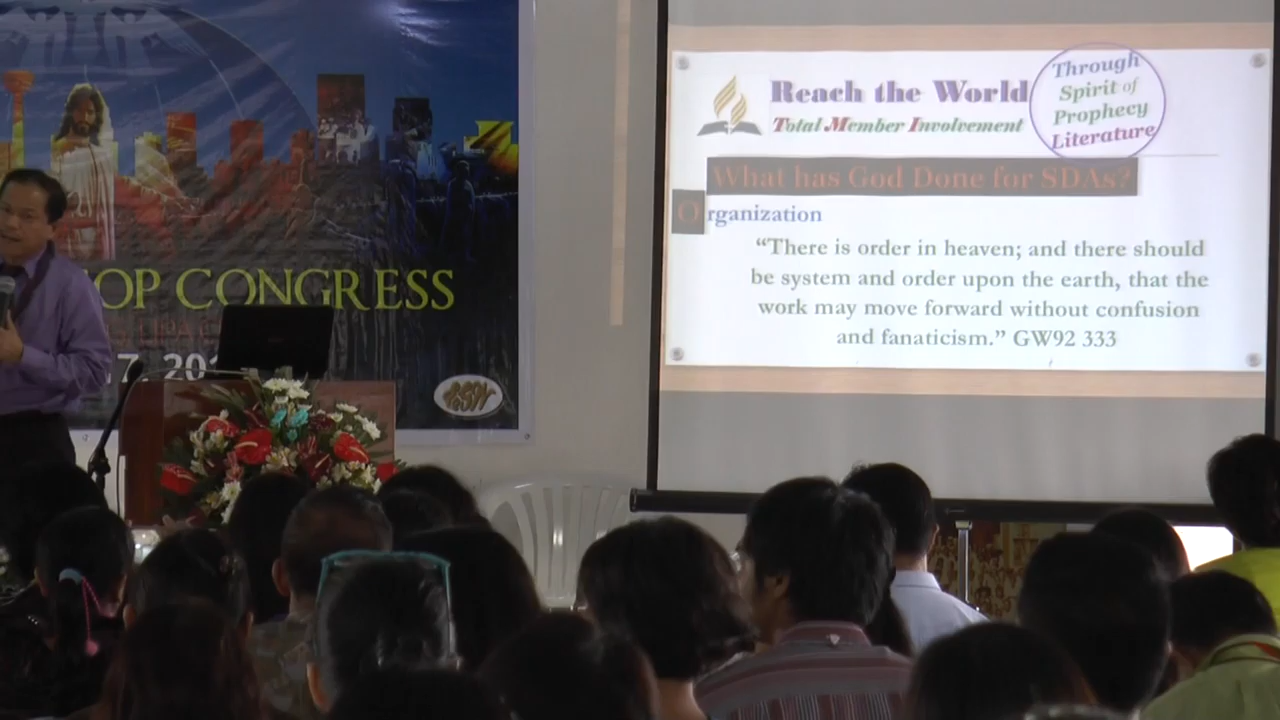 OP CONGRESS
7, 201
Reach the World
Total Member Involvement
Through
Spirit of
Prophecy
Literature
What has God Done for SDAs?
Organization
“There is order in heaven; and there should
be system and order upon the earth, that the
work may move forward without confusion
and fanaticism.” GW92 333